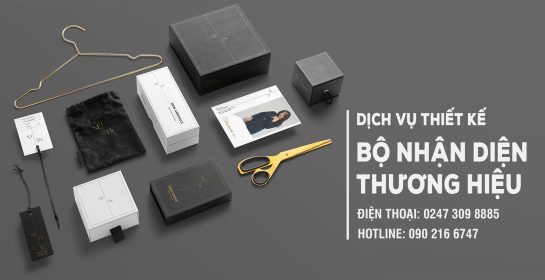 DỊCH VỤ THIẾT KẾ
BỘ NHẬN DIỆN
THƯƠNG HIỆU
ĐIỆN THOẠI: 0247 309 8885
HOTLINE: 090 216 6747